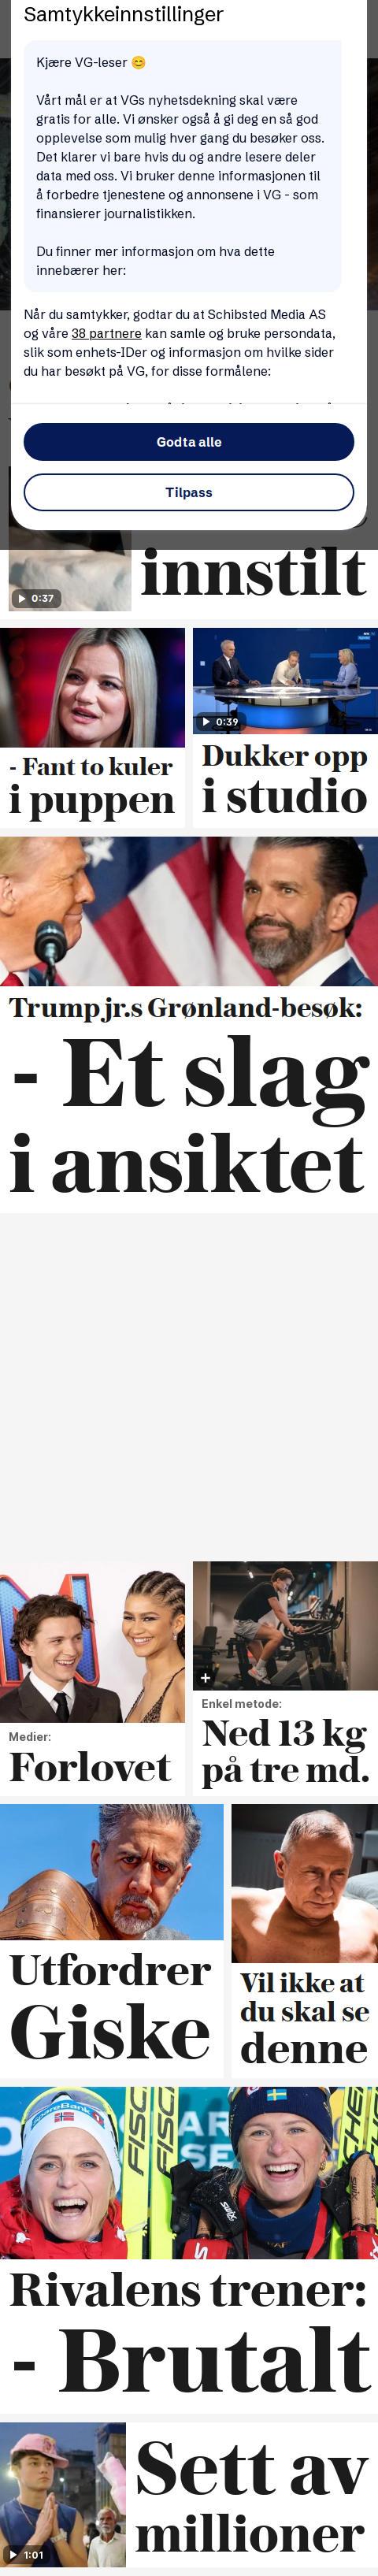 Samtykkeinnstillinger
Kjære VG-leser 😊
Vårt mål er at VGs nyhetsdekning skal være
gratis for alle. Vi ønsker også å gi deg en så god
opplevelse som mulig hver gang du besøker oss.
Det klarer vi bare hvis du og andre lesere deler
data med oss. Vi bruker denne informasjonen til
å forbedre tjenestene og annonsene i VG - som
finansierer journalistikken.
Du finner mer informasjon om hva dette
innebærer her:
Når du samtykker, godtar du at Schibsted Media AS
og våre 38 partnere kan samle og bruke persondata,
slik som enhets-IDer og informasjon om hvilke sider
du har besøkt på VG, for disse formålene:
Godta alle
Tilpass
0:37
innstilt
- Fant to kuler
i puppen
0:39
Dukker opp
i studio
Trump jr.s Grønland-besøk:
- Et slag
i ansiktet
Medier:
Forlovet
Enkel metode:
Ned 13 kg
på tre md.
Utfordrer
Giske
Vil ikke at
du skal se
denne
Rivalens trener:
- Brutalt
1:01
Sett av
millioner